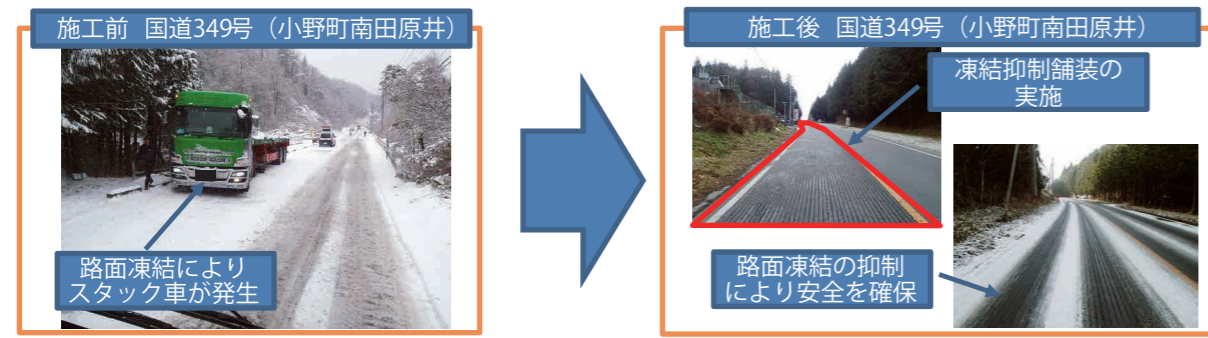 施工前 国道349号（小野町南田原井）
路面凍結により
スタック車が発生
施工後 国道349号（小野町南田原井）
凍結抑制舗装の
実施
路面凍結の抑制
により安全を確保